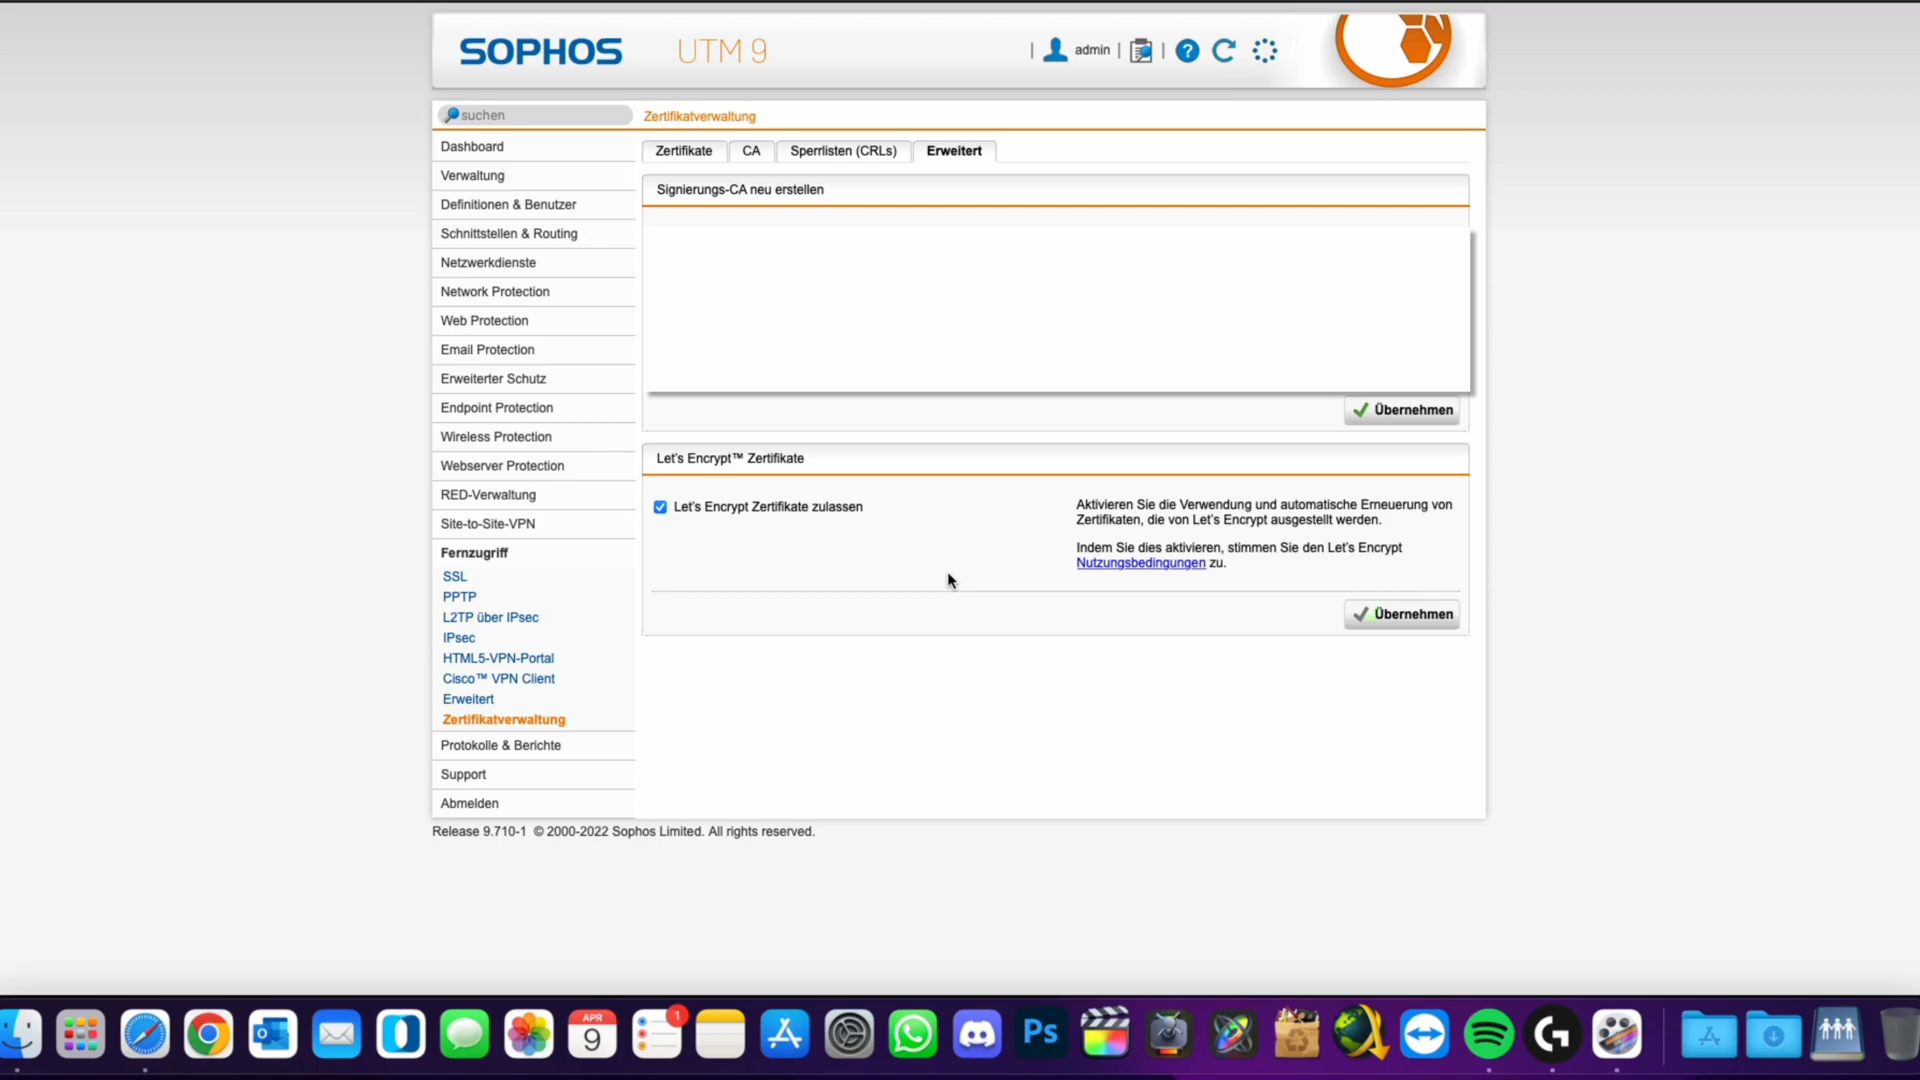 SOPHOS UTM 9
| admin | | ?
suchen
Zertifikatverwaltung
Dashboard
Verwaltung
Definitionen & Benutzer
Schnittstellen & Routing
Netzwerkdienste
Network Protection
Web Protection
Email Protection
Erweiterter Schutz
Endpoint Protection
Wireless Protection
Webserver Protection
RED-Verwaltung
Site-to-Site-VPN
Fernzugriff
SSL
PPTP
L2TP über IPsec
IPsec
HTML5-VPN-Portal
Cisco™ VPN Client
Erweitert
Zertifikatverwaltung
Protokolle & Berichte
Support
Abmelden
Zertifikate CA Sperrlisten (CRLs) Erweitert
Signierungs-CA neu erstellen
Übernehmen
Let's Encrypt™ Zertifikate
Let's Encrypt Zertifikate zulassen
Aktivieren Sie die Verwendung und automatische Erneuerung von
Zertifikaten, die von Let's Encrypt ausgestellt werden.
Indem Sie dies aktivieren, stimmen Sie den Let's Encrypt
Nutzungsbedingungen zu.
Übernehmen
Release 9.710-1 © 2000-2022 Sophos Limited. All rights reserved.
APR
9
1
Ps